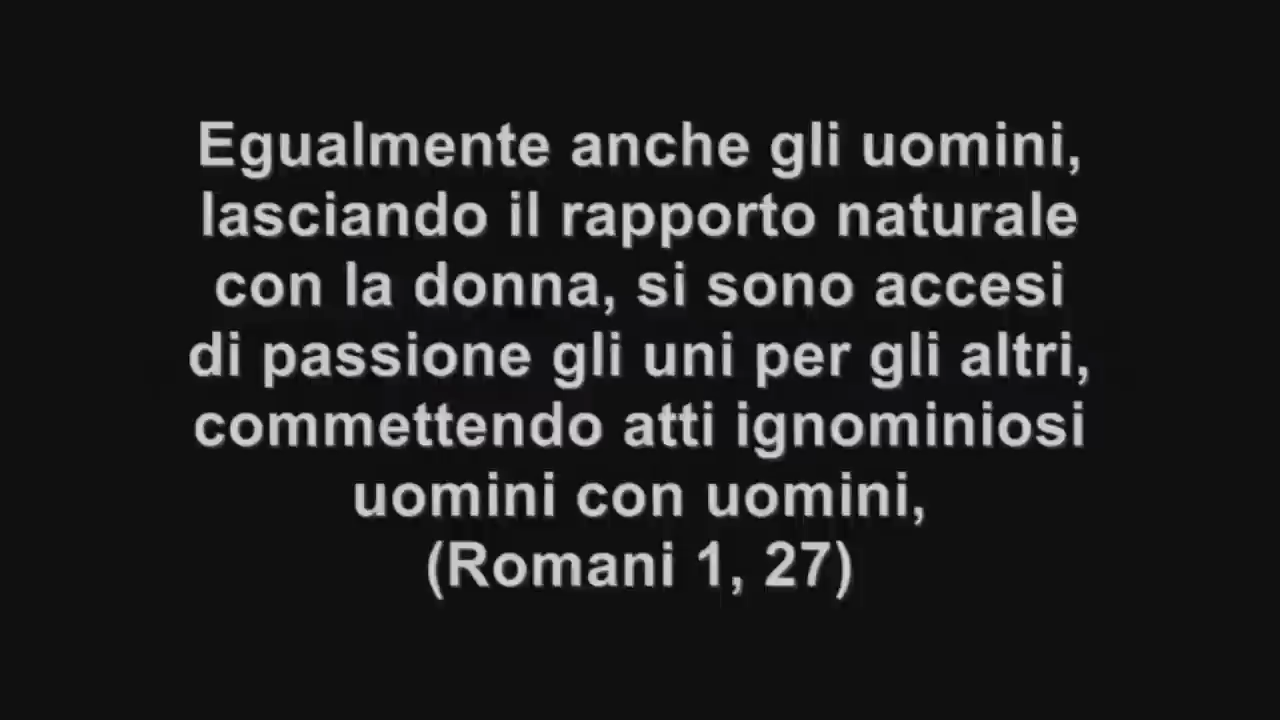 Egualmente anche gli uomini,
lasciando il rapporto naturale
con la donna, si sono accesi
di passione gli uni per gli altri,
commettendo atti ignominiosi
uomini con uomini,
(Romani 1, 27)